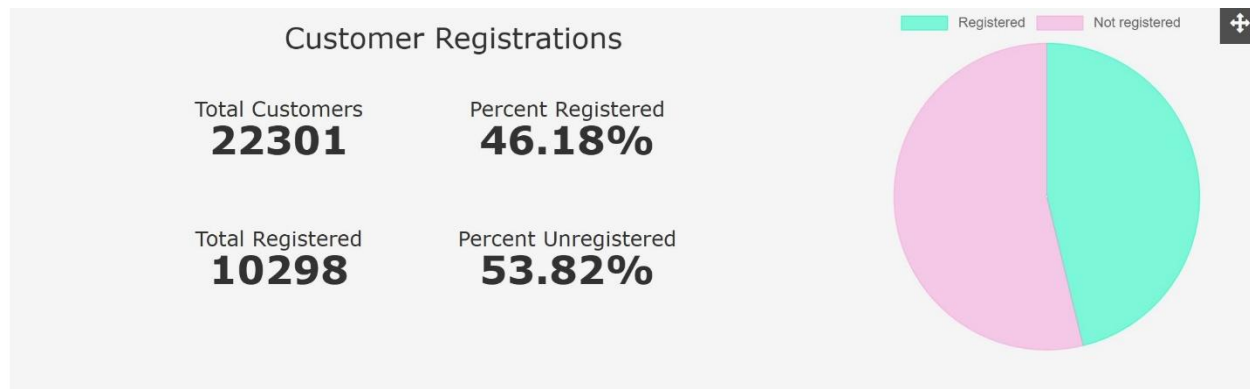 Customer Registrations
Total Customers
22301
Percent Registered
46.18%
Total Registered
10298
Percent Unregistered
53.82%
Registered
Not registered